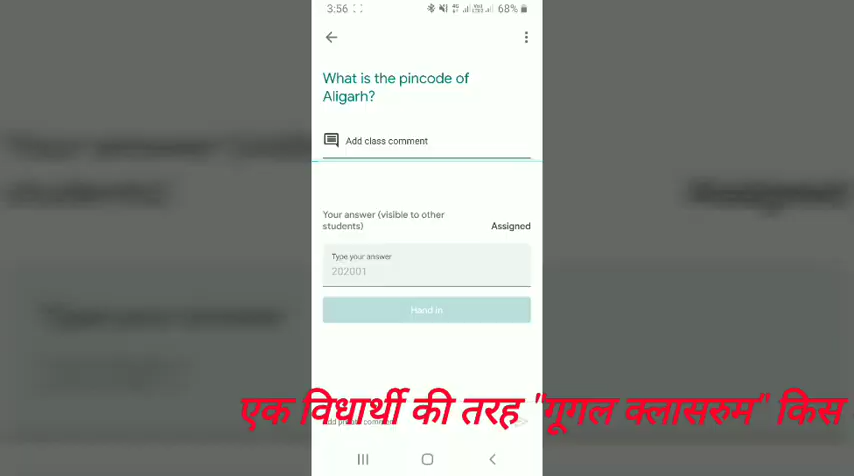 3:56
68%
What is the pincode of
Aligarh?
Add class comment
Your answer (visible to other
students)
Assigned
Type your answer
202001
Hand in
एक विधार्थी की तरह "गूगल क्लासरुम" किस